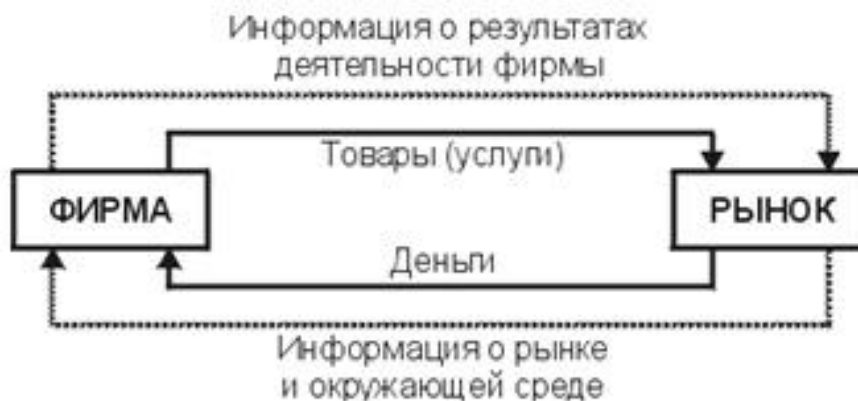 Информация о результатах
деятельности фирмы
Товары (услуги)
ФИРМА
РЫНОК
Деньги
Информация о рынке
и окружающей среде